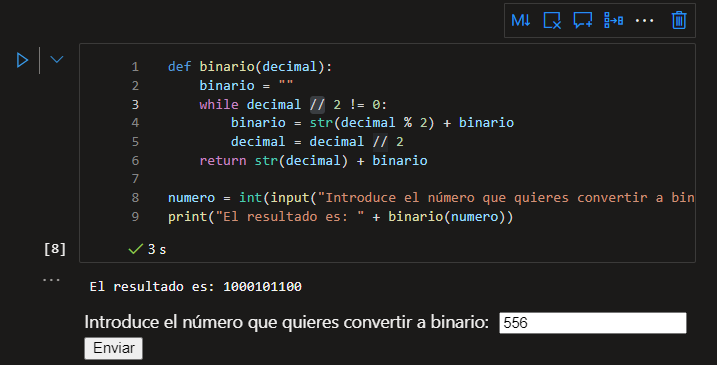 M↓
1 def binario(decimal):
2 binario = ""
3 while decimal // 2 != 0:
4 binario = str(decimal % 2) + binario
5 decimal = decimal // 2
6 return str(decimal) + binario
7
8 numero = int(input("Introduce el número que quieres convertir a bin
9 print("El resultado es: " + binario(numero))
[8] 3 s
El resultado es: 1000101100
Introduce el número que quieres convertir a binario: 556
Enviar